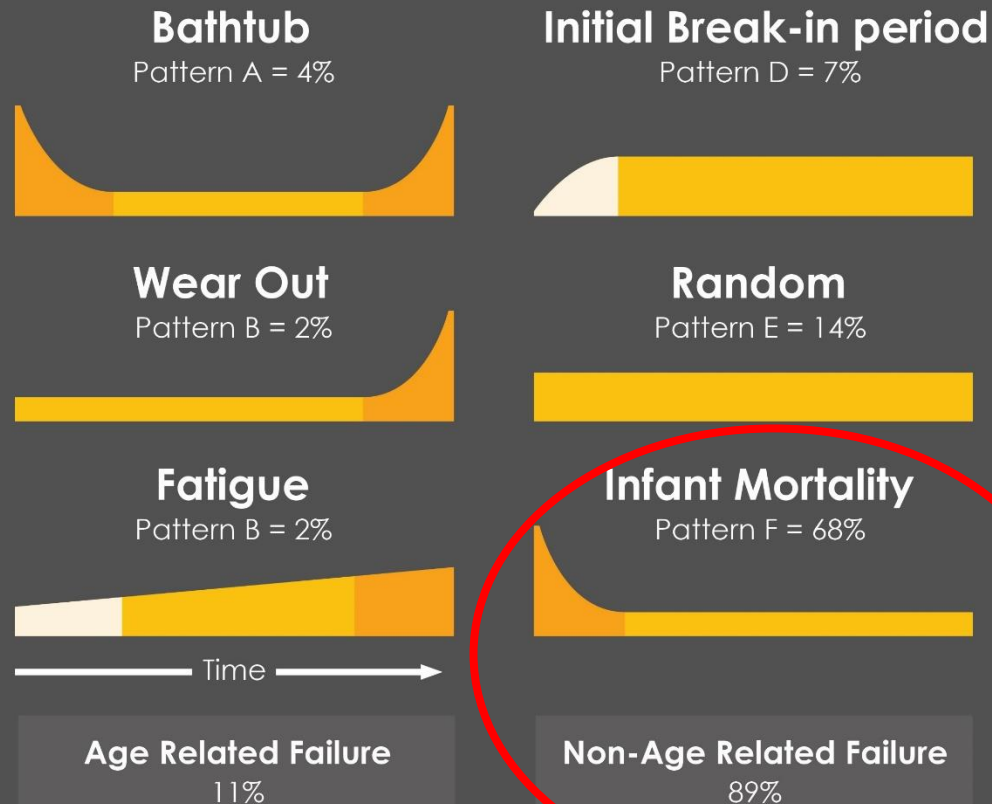 Bathtub
Pattern A = 4%
Wear Out
Pattern B = 2%
Fatigue
Pattern B = 2%
Time
Age Related Failure
11%
Initial Break-in period
Pattern D = 7%
Random
Pattern E = 14%
Infant Mortality
Pattern F = 68%
Non-Age Related Failure
89%